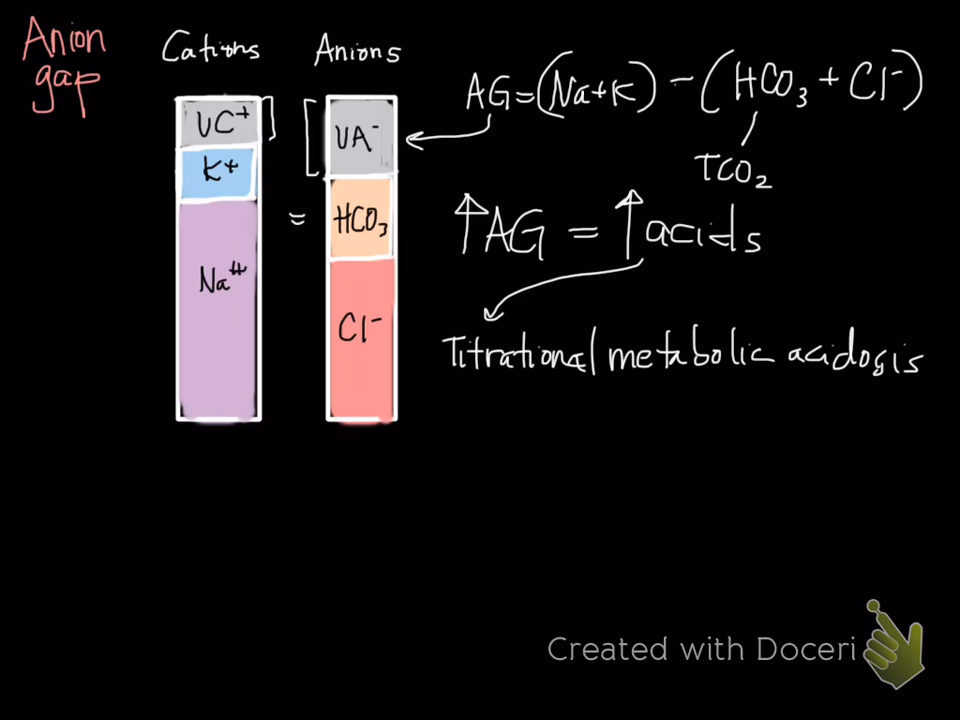 Anion
gap
Cations
Anions
UC+
K+
Na+
=
UA-
HCO3
Cl-
AG=(Na+K)-(HCO3+Cl-)
TCO2
↑AG=↑acids
Titrational metabolic acidosis
Created with Doceri